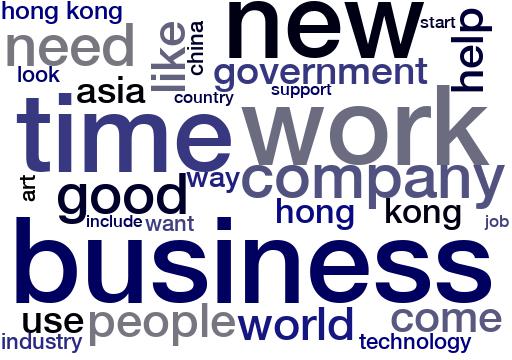 hong kong
new
start
need
like
china
help
look
government
asia
country
support
time
work
art
good
way
company
include
want
hong
kong
job
business
use
people
world
come
industry
technology